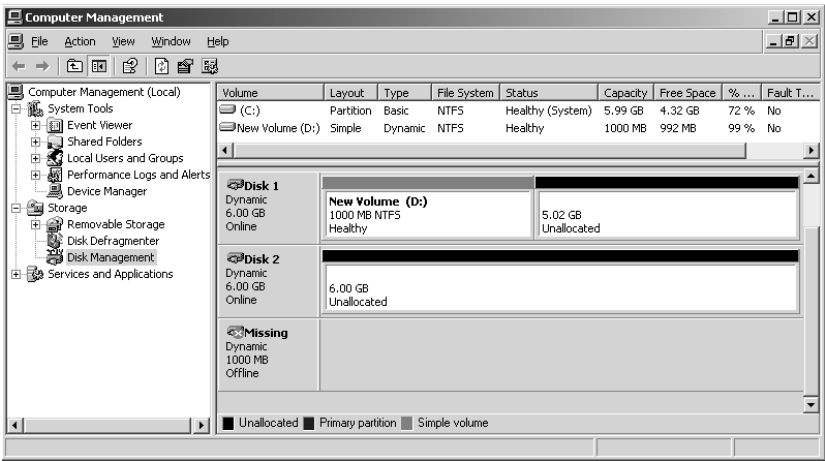 Computer Management
File Action View Window Help
Computer Management (Local)
System Tools
Event Viewer
Shared Folders
Local Users and Groups
Performance Logs and Alerts
Device Manager
Storage
Removable Storage
Disk Defragmenter
Disk Management
Services and Applications
Volume Layout Type File System Status Capacity Free Space % ... Fault T...
(C:) Partition Basic NTFS Healthy (System) 5.99 GB 4.32 GB 72 % No
New Volume (D:) Simple Dynamic NTFS Healthy 1000 MB 992 MB 99 % No
Disk 1
Dynamic
6.00 GB
Online
New Volume (D:)
1000 MB NTFS
Healthy
5.02 GB
Unallocated
Disk 2
Dynamic
6.00 GB
Online
6.00 GB
Unallocated
Missing
Dynamic
1000 MB
Offline
Unallocated Primary partition Simple volume